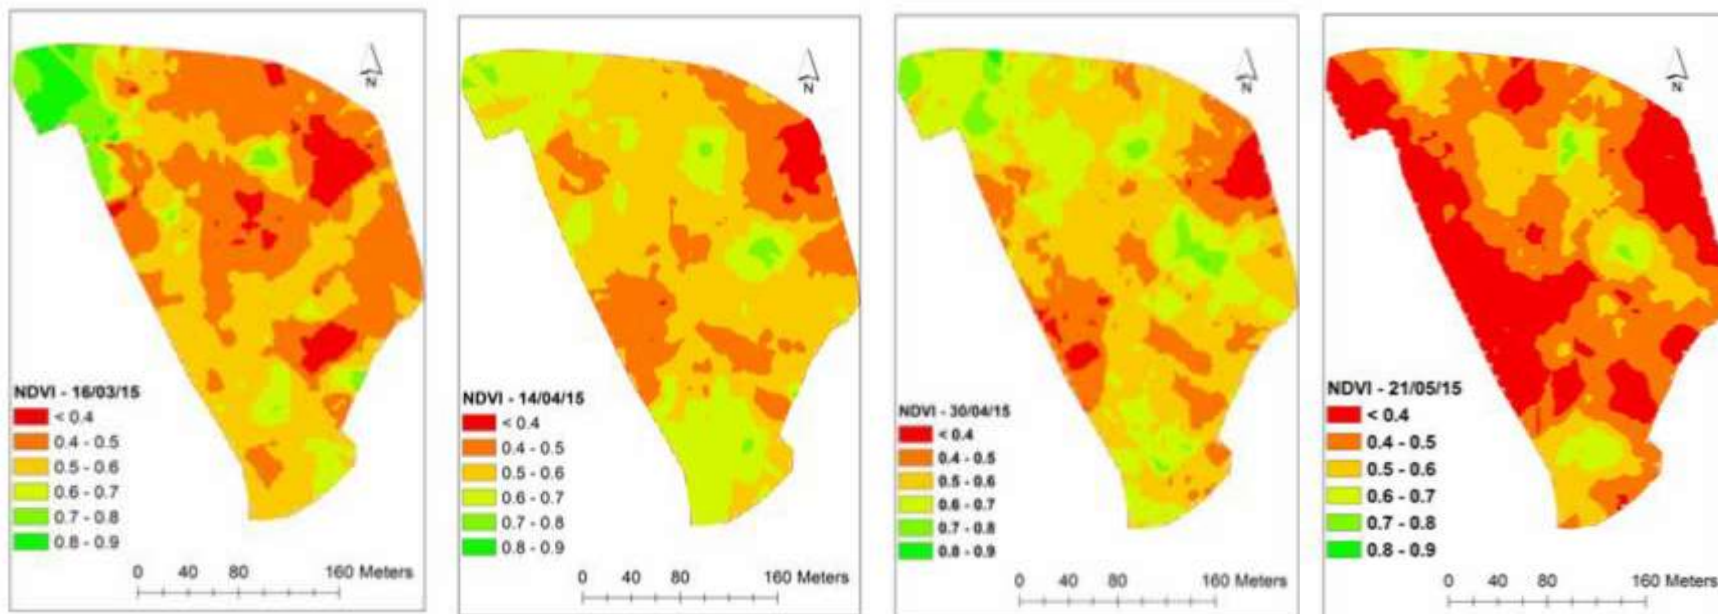 N
NDVI - 16/03/15
< 0.4
0.4 - 0.5
0.5 - 0.6
0.6 - 0.7
0.7 - 0.8
0.8 - 0.9
0 40 80 160 Meters
N
NDVI - 14/04/15
< 0.4
0.4 - 0.5
0.5 - 0.6
0.6 - 0.7
0.7 - 0.8
0.8 - 0.9
0 40 80 160 Meters
N
NDVI - 30/04/15
< 0.4
0.4 - 0.5
0.5 - 0.6
0.6 - 0.7
0.7 - 0.8
0.8 - 0.9
0 40 80 160 Meters
N
NDVI - 21/05/15
< 0.4
0.4 - 0.5
0.5 - 0.6
0.6 - 0.7
0.7 - 0.8
0.8 - 0.9
0 40 80 160 Meters